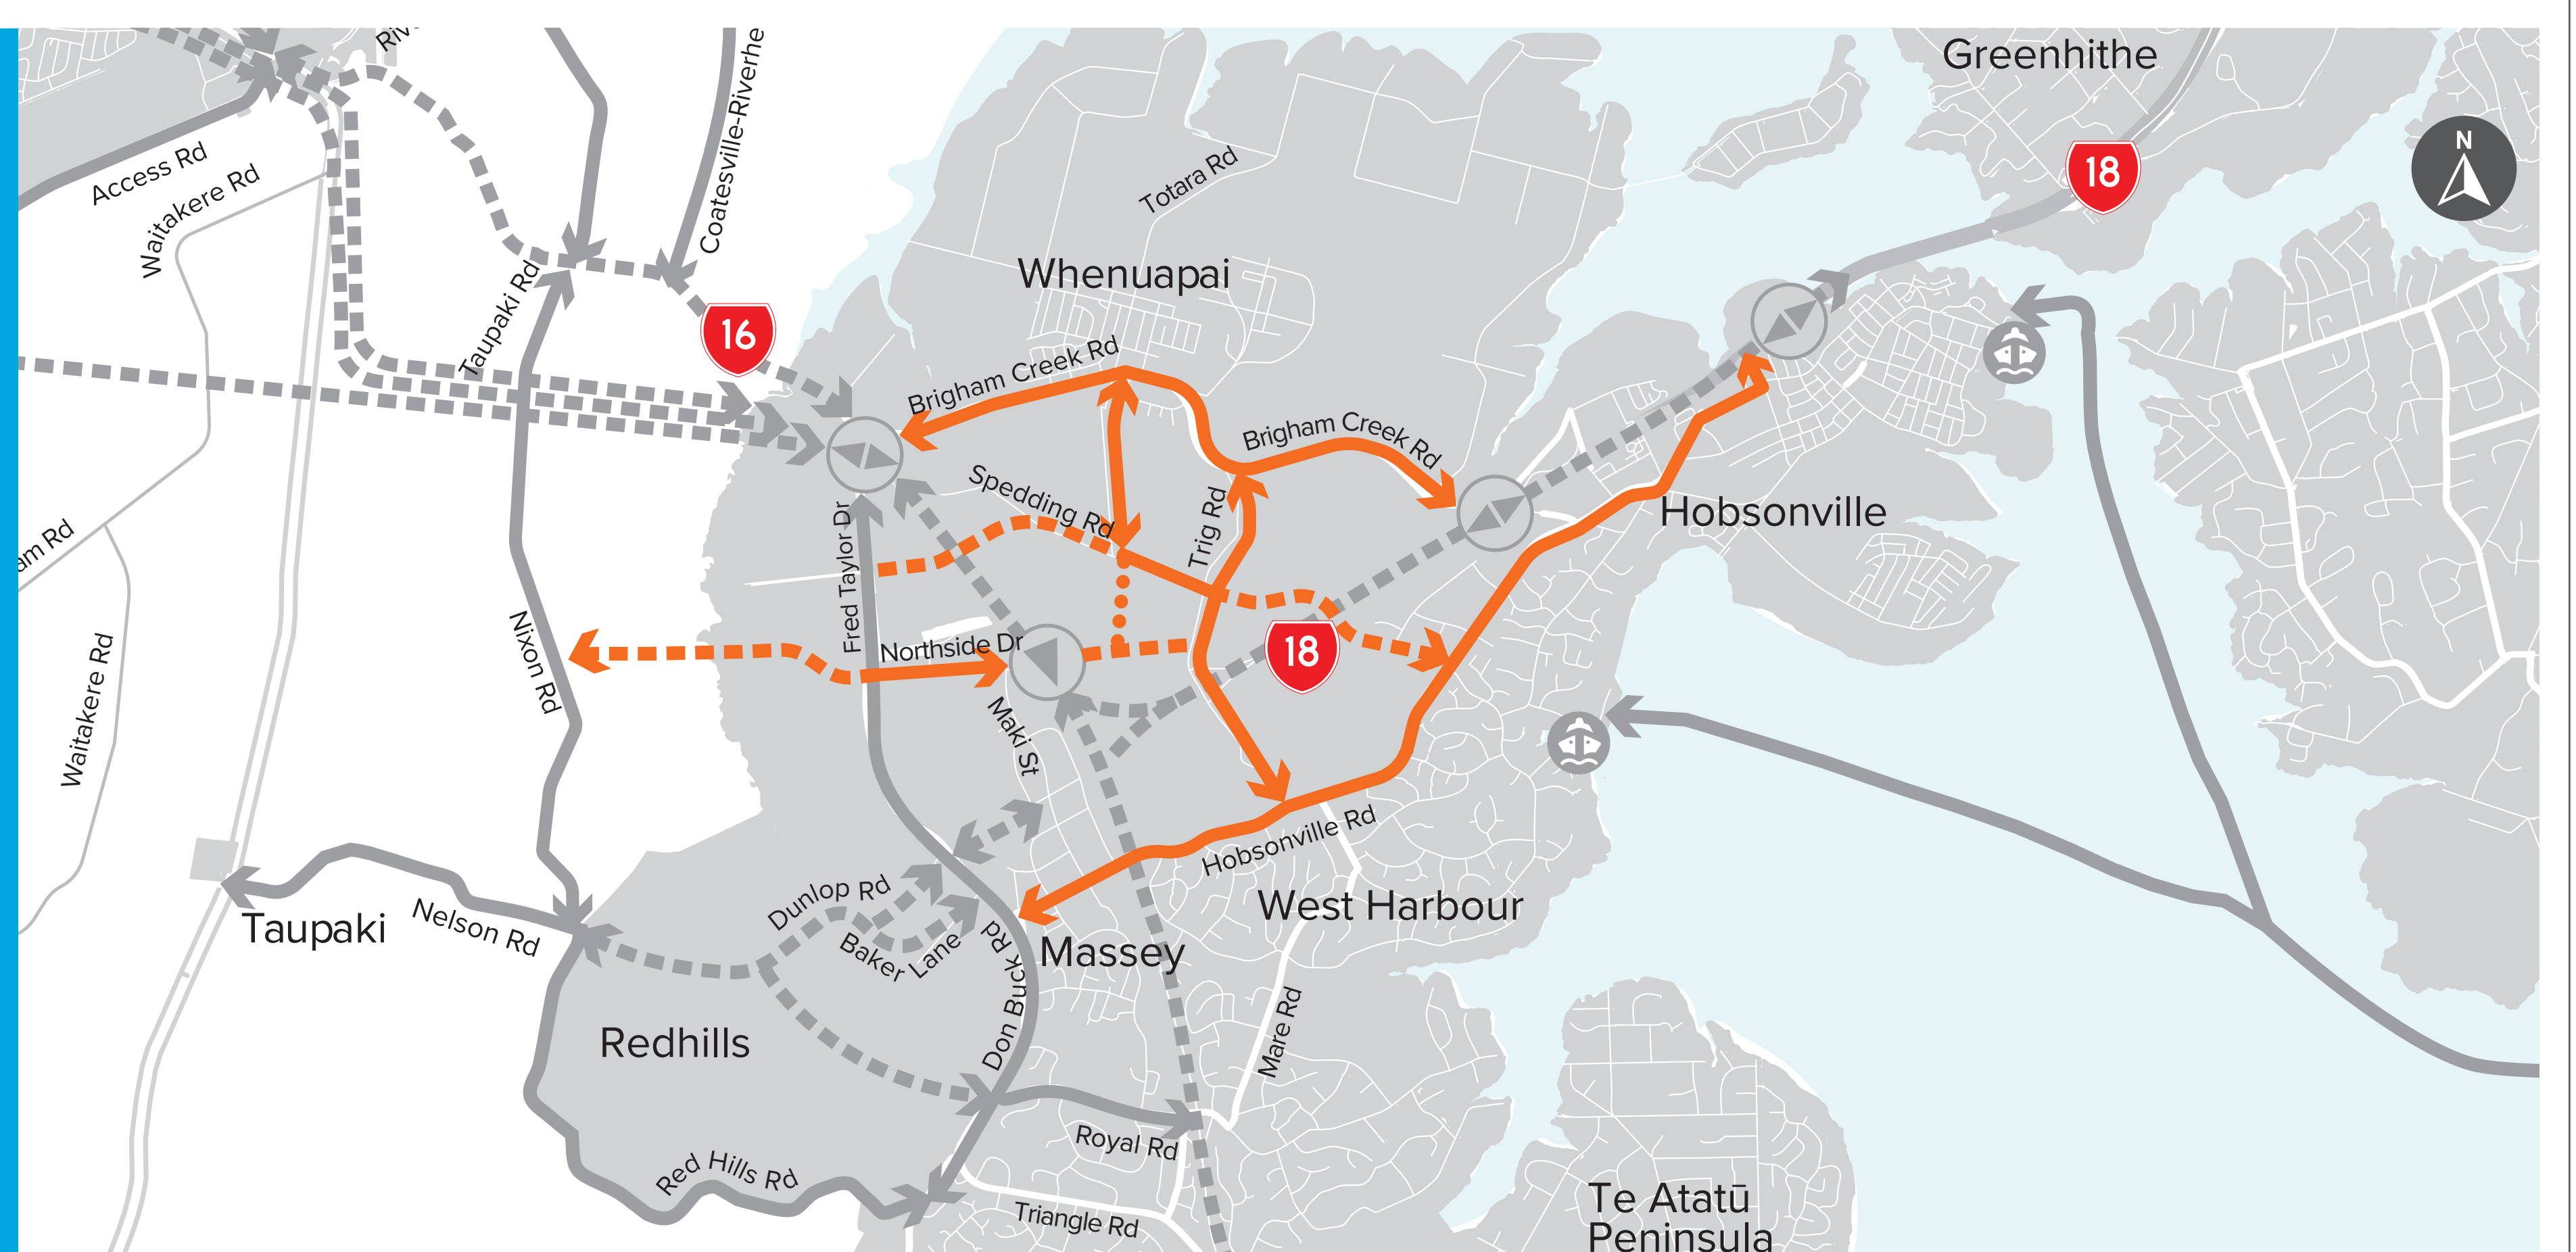 Greenhithe
N
18
Coatesville-Riverhe
Access Rd
Waitakere Rd
Totara Rd
Whenuapai
Taupaki Rd
16
Brigham Creek Rd
Brigham Creek Rd
Spedding Rd
Trig Rd
Hobsonville
Fred Taylor Dr
am Rd
Northside Dr
18
Nixon Rd
Waitakere Rd
Maki St
Hobsonville Rd
Dunlop Rd
West Harbour
Taupaki
Nelson Rd
Baker Lane
Massey
Don Buck Rd
Redhills
Mare Rd
Royal Rd
Red Hills Rd
Triangle Rd
Te Atatū
Peninsula